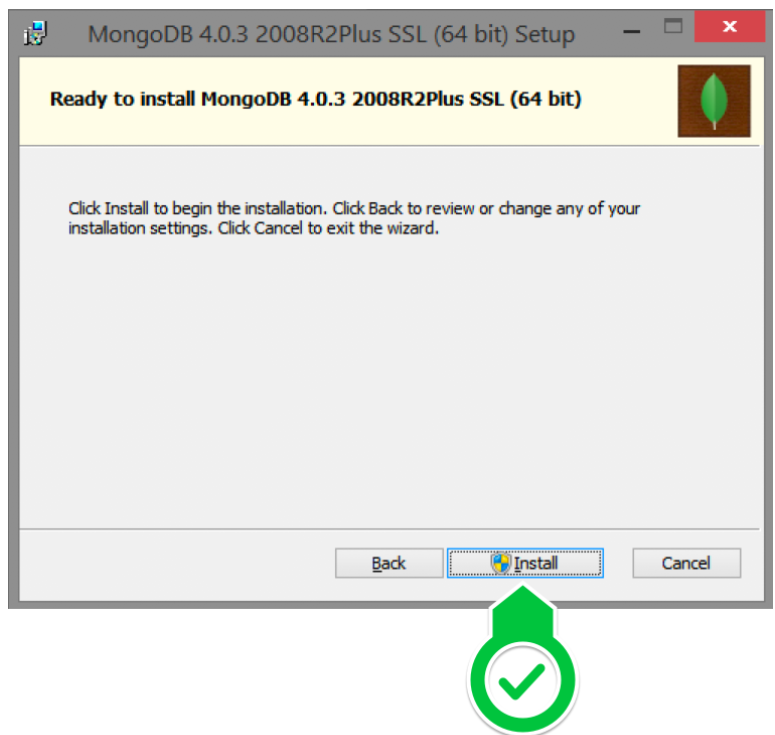 MongoDB 4.0.3 2008R2Plus SSL (64 bit) Setup
Ready to install MongoDB 4.0.3 2008R2Plus SSL (64 bit)
Click Install to begin the installation. Click Back to review or change any of your
installation settings. Click Cancel to exit the wizard.
Back Install Cancel